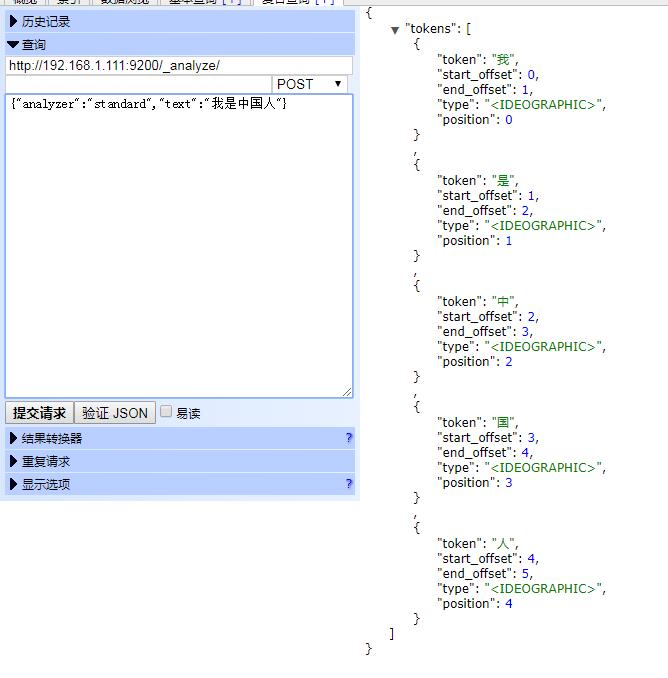 概览 索引 数据浏览 基本查询 [+] 复合查询 [+]
历史记录
查询
http://192.168.1.111:9200/_analyze/
POST
{"analyzer":"standard","text":"我是中国人"}
提交请求 验证 JSON 易读
结果转换器 ?
重复请求
显示选项 ?
{
"tokens": [
{
"token": "我",
"start_offset": 0,
"end_offset": 1,
"type": "<IDEOGRAPHIC>",
"position": 0
}
,
{
"token": "是",
"start_offset": 1,
"end_offset": 2,
"type": "<IDEOGRAPHIC>",
"position": 1
}
,
{
"token": "中",
"start_offset": 2,
"end_offset": 3,
"type": "<IDEOGRAPHIC>",
"position": 2
}
,
{
"token": "国",
"start_offset": 3,
"end_offset": 4,
"type": "<IDEOGRAPHIC>",
"position": 3
}
,
{
"token": "人",
"start_offset": 4,
"end_offset": 5,
"type": "<IDEOGRAPHIC>",
"position": 4
}
]
}